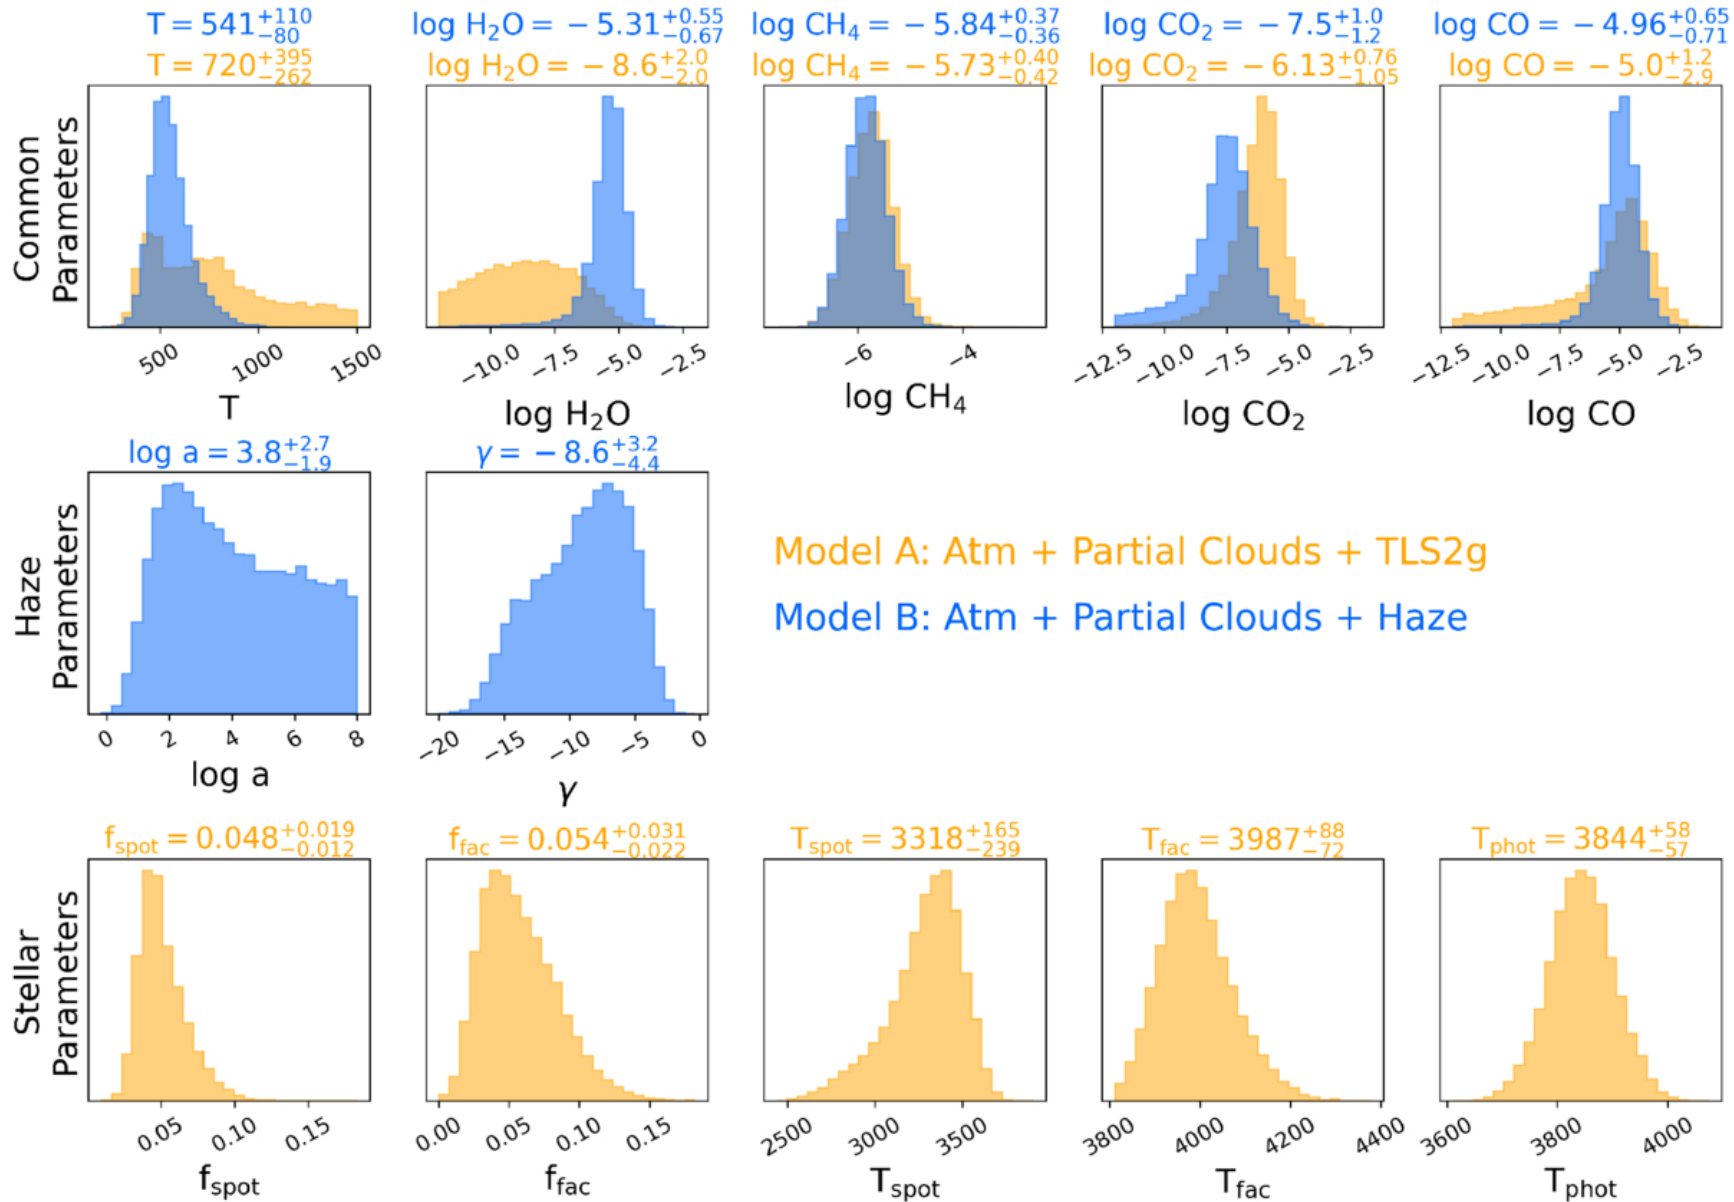 T = 541 +110 −80
log H₂O = −5.31 +0.55 −0.67
log CH₄ = −5.84 +0.37 −0.36
log CO₂ = −7.5 +1.0 −1.2
log CO = −4.96 +0.65 −0.71
T = 720 +395 −262
log H₂O = −8.6 +2.0 −2.0
log CH₄ = −5.73 +0.40 −0.42
log CO₂ = −6.13 +0.76 −1.05
log CO = −5.0 +1.2 −2.9
Common
Parameters
500 1000 1500
−10.0 −7.5 −5.0 −2.5
−6 −4
−12.5 −10.0 −7.5 −5.0 −2.5
−12.5 −10.0 −7.5 −5.0 −2.5
T
log H₂O
log CH₄
log CO₂
log CO
log a = 3.8 +2.7 −1.9
γ = −8.6 +3.2 −4.4
Haze
Parameters
Model A: Atm + Partial Clouds + TLS2g
Model B: Atm + Partial Clouds + Haze
0 2 4 6 8
−20 −15 −10 −5 0
log a
γ
f_spot = 0.048 +0.019 −0.012
f_fac = 0.054 +0.031 −0.022
T_spot = 3318 +165 −239
T_fac = 3987 +88 −72
T_phot = 3844 +58 −57
Stellar
Parameters
0.05 0.10 0.15
0.00 0.05 0.10 0.15
2500 3000 3500
3800 4000 4200 4400
3600 3800 4000
f_spot
f_fac
T_spot
T_fac
T_phot